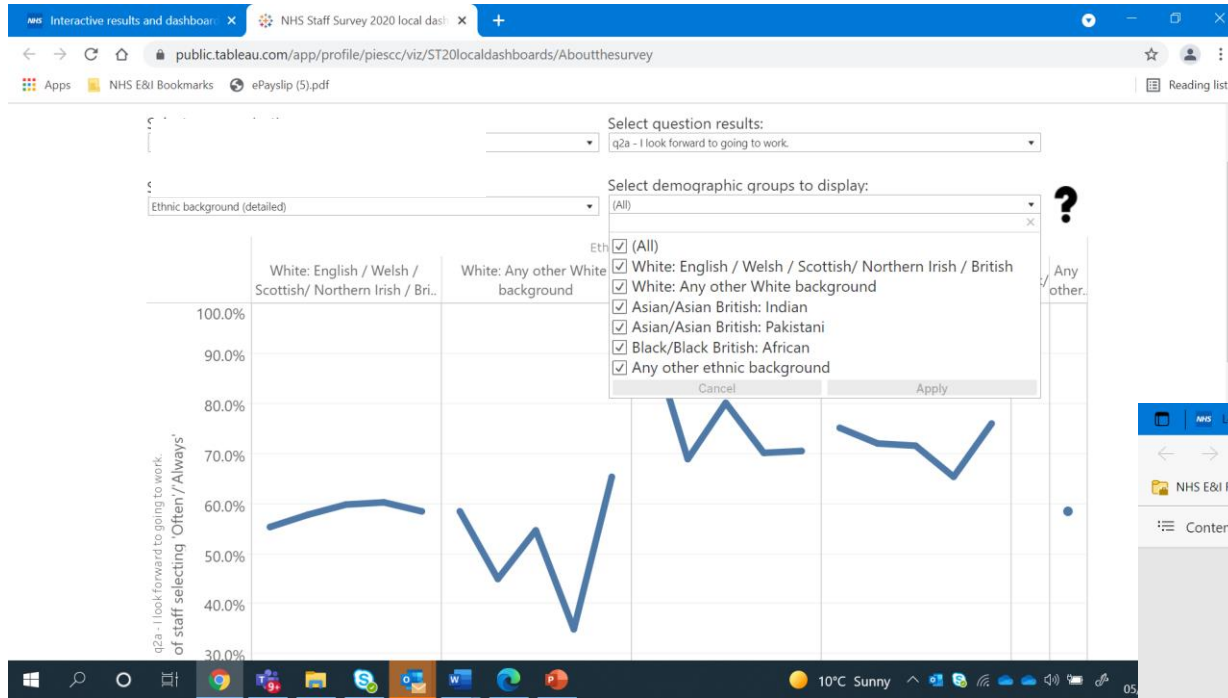 Interactive results and dashboard
NHS Staff Survey 2020 local dash
public.tableau.com/app/profile/piescc/viz/ST20localdashboards/Aboutthesurvey
Apps
NHS E&I Bookmarks
ePayslip (5).pdf
Reading list
Select question results:
q2a - I look forward to going to work.
Select demographic groups to display:
Ethnic background (detailed)
(All)
?
Eth
(All)
White: English / Welsh / Scottish/ Northern Irish / British
White: Any other White background
Asian/Asian British: Indian
Asian/Asian British: Pakistani
Black/Black British: African
Any other ethnic background
Cancel
Apply
White: English / Welsh /
Scottish/ Northern Irish / Bri..
White: Any other White
background
Any
other..
100.0%
90.0%
80.0%
70.0%
60.0%
50.0%
40.0%
30.0%
q2a - I look forward to going to work.
of staff selecting 'Often'/'Always'
NHS
NHS E&I
Conten
10°C Sunny
05